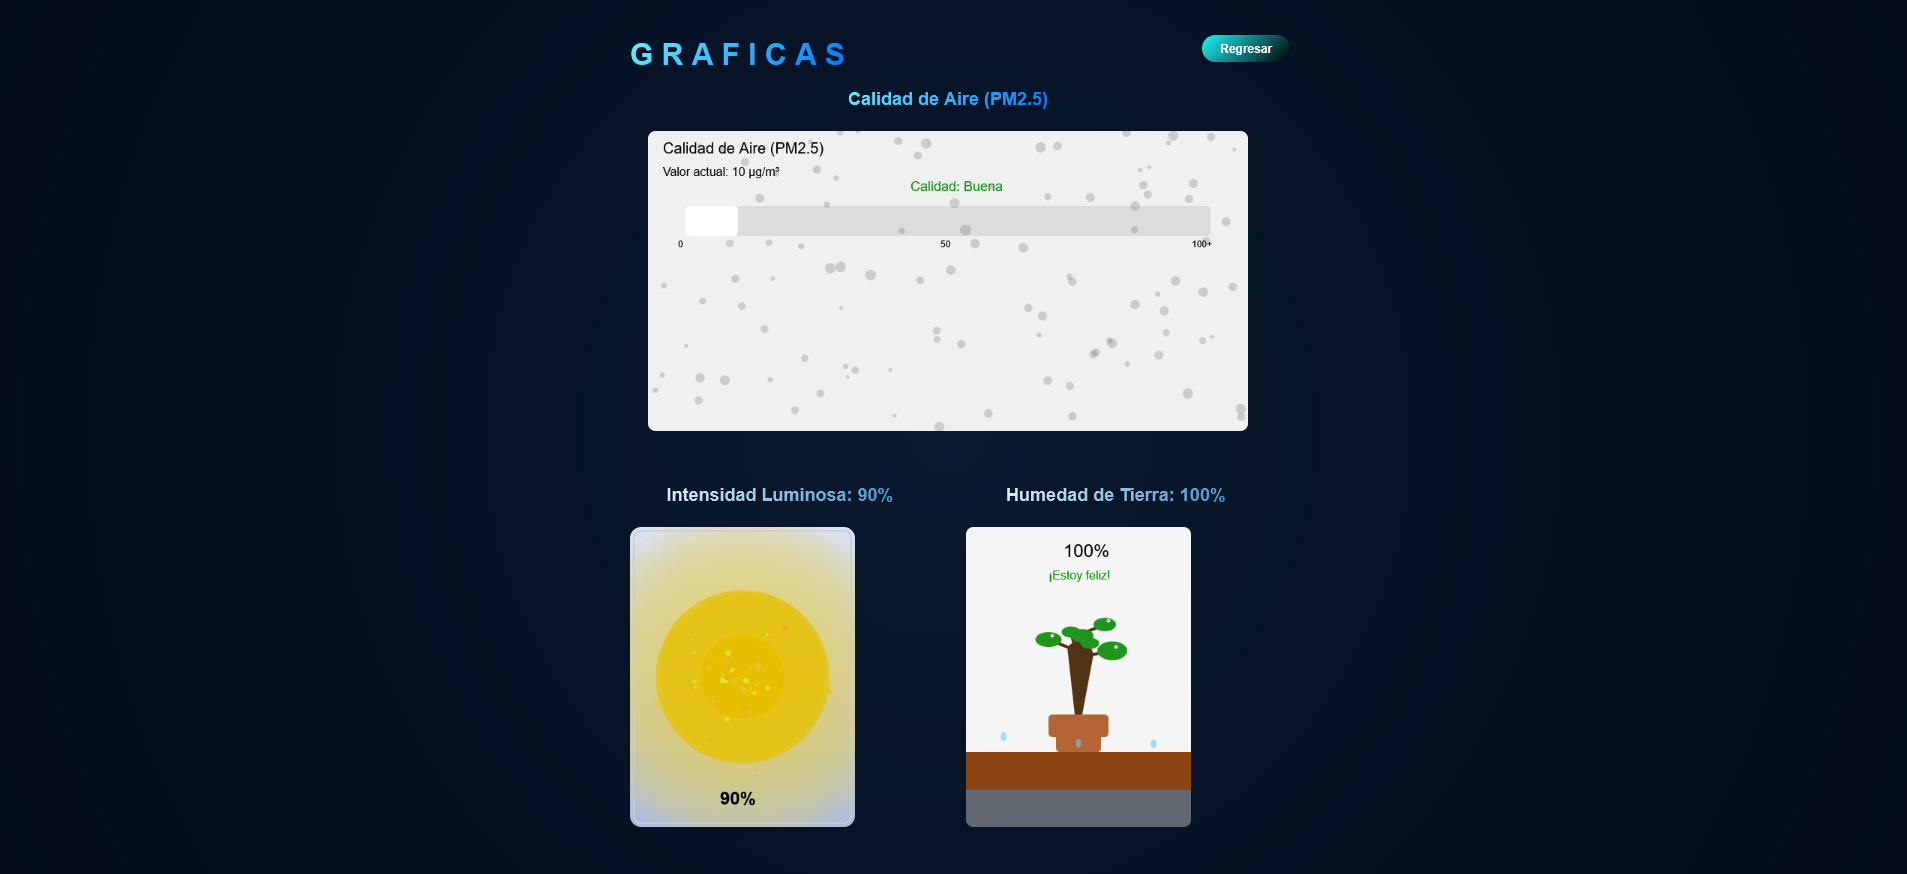 GRAFICAS
Regresar
Calidad de Aire (PM2.5)
Calidad de Aire (PM2.5)
Valor actual: 10 µg/m³
Calidad: Buena
0 50 100+
Intensidad Luminosa: 90%
Humedad de Tierra: 100%
100%
¡Estoy feliz!
90%